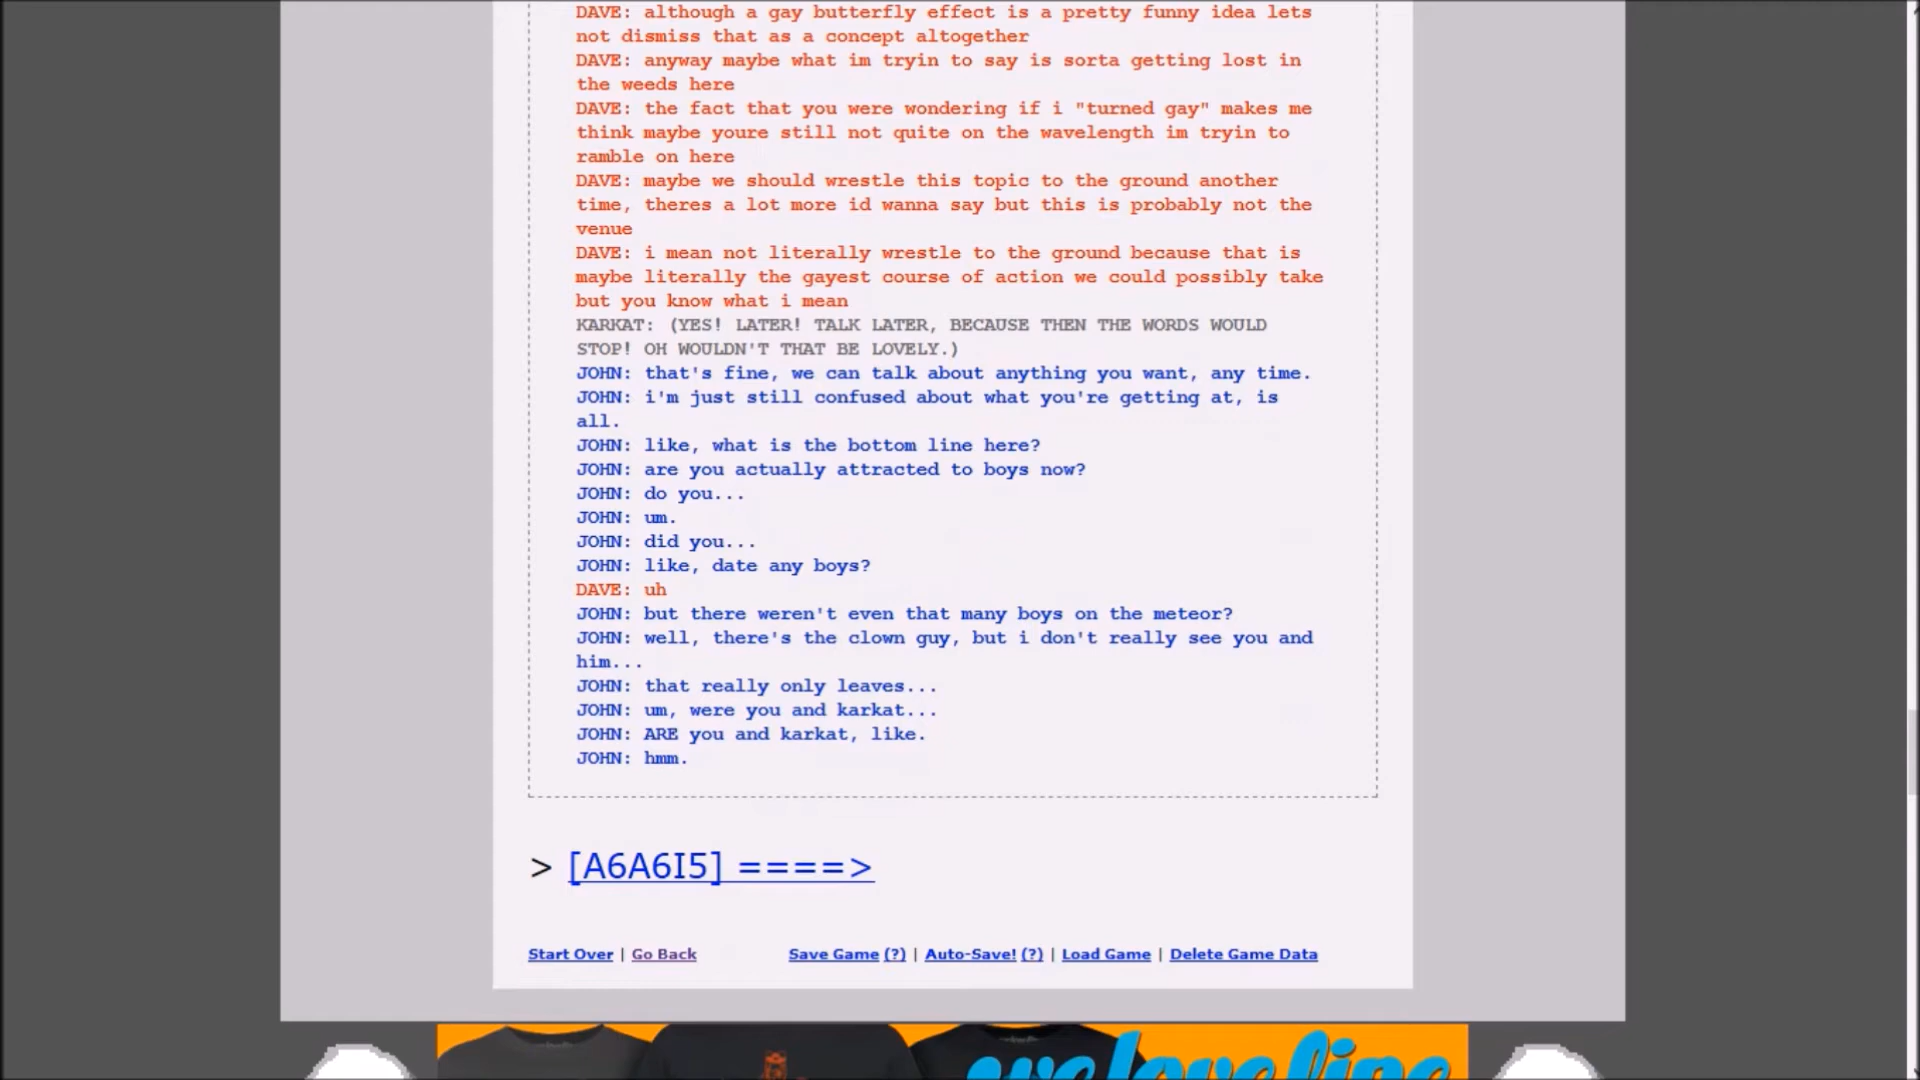 DAVE: although a gay butterfly effect is a pretty funny idea lets
not dismiss that as a concept altogether
DAVE: anyway maybe what im tryin to say is sorta getting lost in
the weeds here
DAVE: the fact that you were wondering if i "turned gay" makes me
think maybe youre still not quite on the wavelength im tryin to
ramble on here
DAVE: maybe we should wrestle this topic to the ground another
time, theres a lot more id wanna say but this is probably not the
venue
DAVE: i mean not literally wrestle to the ground because that is
maybe literally the gayest course of action we could possibly take
but you know what i mean
KARKAT: (YES! LATER! TALK LATER, BECAUSE THEN THE WORDS WOULD
STOP! OH WOULDN'T THAT BE LOVELY.)
JOHN: that's fine, we can talk about anything you want, any time.
JOHN: i'm just still confused about what you're getting at, is
all.
JOHN: like, what is the bottom line here?
JOHN: are you actually attracted to boys now?
JOHN: do you...
JOHN: um.
JOHN: did you...
JOHN: like, date any boys?
DAVE: uh
JOHN: but there weren't even that many boys on the meteor?
JOHN: well, there's the clown guy, but i don't really see you and
him...
JOHN: that really only leaves...
JOHN: um, were you and karkat...
JOHN: ARE you and karkat, like.
JOHN: hmm.
> [A6A6I5] ====>
Start Over | Go Back Save Game (?) | Auto-Save! (?) | Load Game | Delete Game Data
welovefine